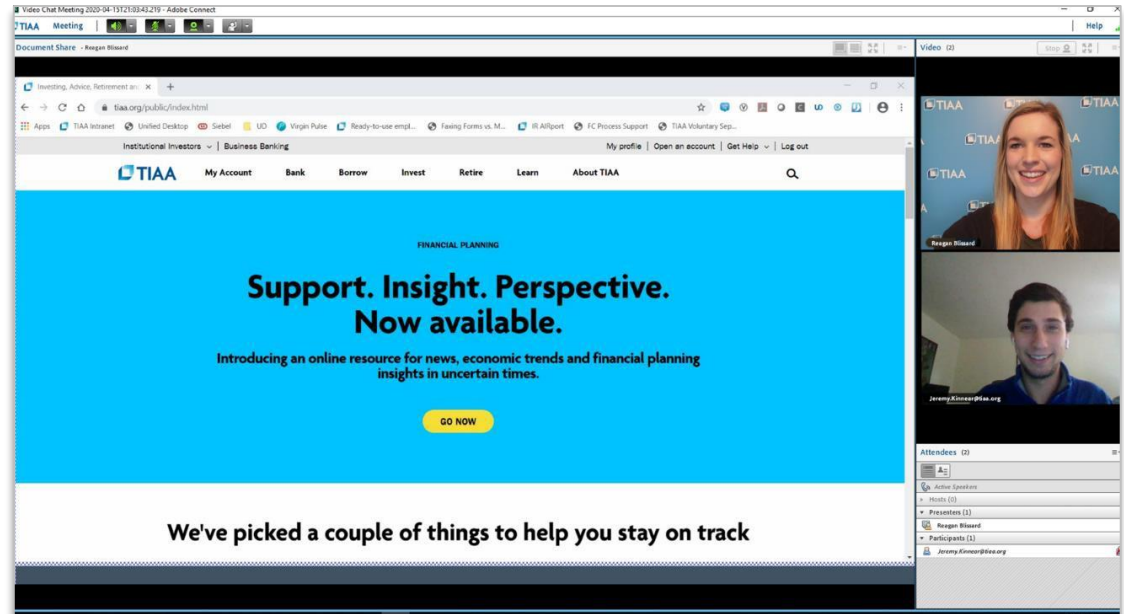 Video Chat Meeting 2020-04-15T21:03:43.219 - Adobe Connect
TIAA Meeting Help
Document Share - Reagan Blissard
Investing, Advice, Retirement an
tiaa.org/public/index.html
Apps TIAA Intranet Unified Desktop Siebel UD Virgin Pulse Ready-to-use empl... Faxing Forms vs. M... IR AIRport FC Process Support TIAA Voluntary Sep...
Institutional Investors | Business Banking My profile | Open an account | Get Help | Log out
TIAA My Account Bank Borrow Invest Retire Learn About TIAA
FINANCIAL PLANNING
Support. Insight. Perspective.
Now available.
Introducing an online resource for news, economic trends and financial planning
insights in uncertain times.
GO NOW
We've picked a couple of things to help you stay on track
Video (2) Stop
TIAA TIAA
TIAA
TIAA TIAA
Reagan Blissard
Jeremy.Kinnear@tiaa.org
Attendees (2)
Active Speakers
Hosts (0)
Presenters (1)
Reagan Blissard
Participants (1)
Jeremy.Kinnear@tiaa.org